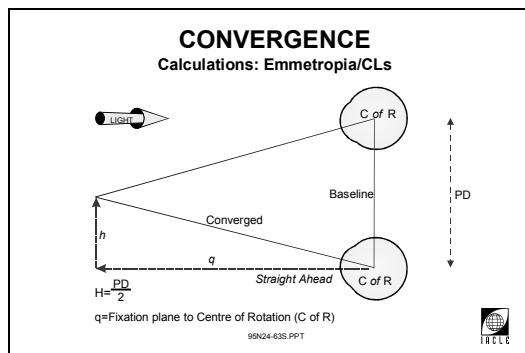 CONVERGENCE
Calculations: Emmetropia/CLs
LIGHT
C of R
Baseline
PD
Converged
h
q
Straight Ahead
C of R
H=PD/2
q=Fixation plane to Centre of Rotation (C of R)
95N24-63S.PPT
IACLE